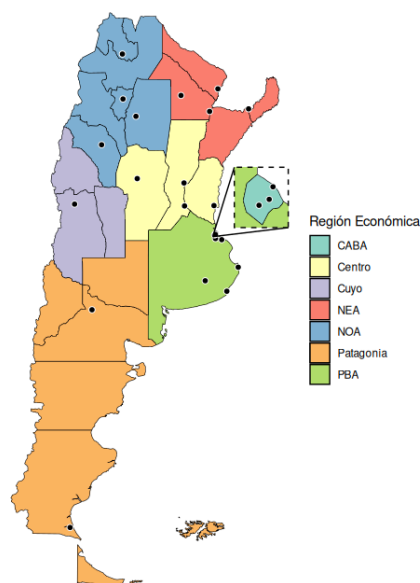 Región Económica
CABA
Centro
Cuyo
NEA
NOA
Patagonia
PBA